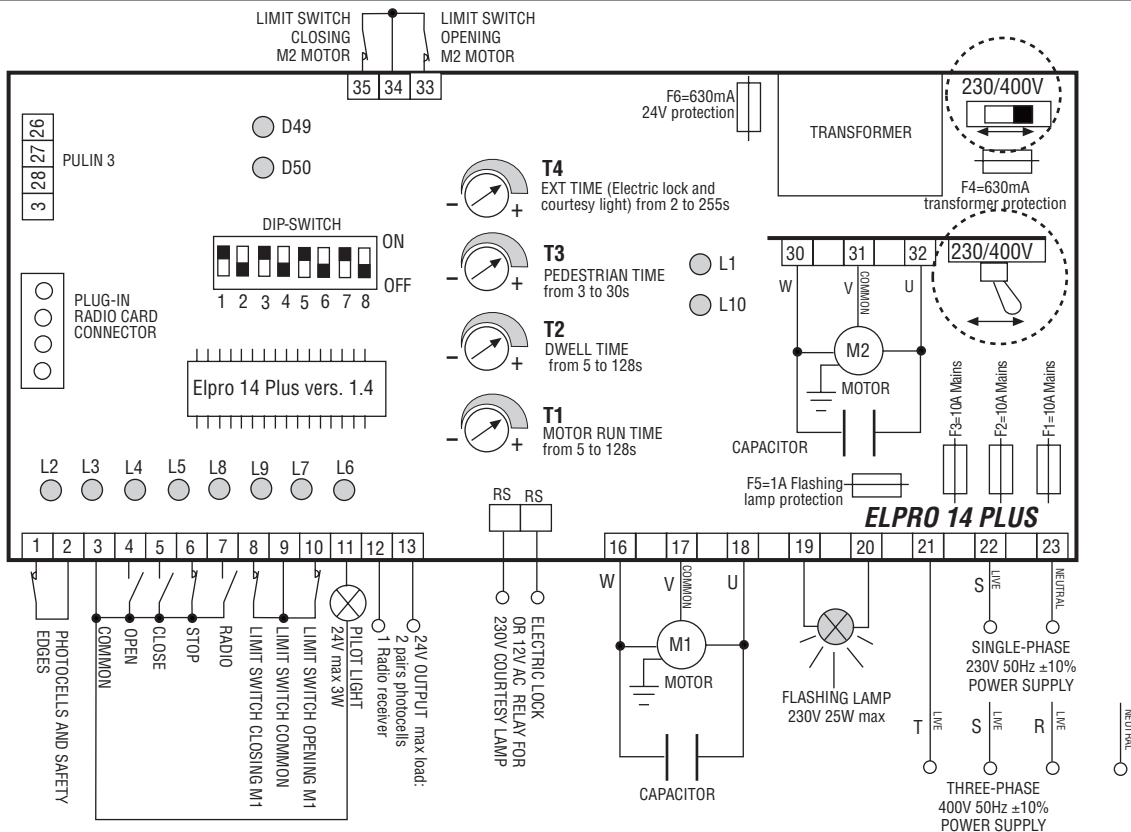 LIMIT SWITCH
CLOSING
M2 MOTOR
LIMIT SWITCH
OPENING
M2 MOTOR
35 34 33
26
27
28
3
PULIN 3
D49
D50
F6=630mA
24V protection
TRANSFORMER
230/400V
F4=630mA
transformer protection
T4
EXT TIME (Electric lock and
courtesy light) from 2 to 255s
- +
DIP-SWITCH
ON
OFF
1 2 3 4 5 6 7 8
T3
PEDESTRIAN TIME
from 3 to 30s
- +
L1
L10
30 31 32
230/400V
W V COMMON U
M2
MOTOR
CAPACITOR
PLUG-IN
RADIO CARD
CONNECTOR
T2
DWELL TIME
from 5 to 128s
- +
Elpro 14 Plus vers. 1.4
T1
MOTOR RUN TIME
from 5 to 128s
- +
F3=10A Mains
F2=10A Mains
F1=10A Mains
F5=1A Flashing
lamp protection
L2 L3 L4 L5 L8 L9 L7 L6
RS RS
ELPRO 14 PLUS
1 2 3 4 5 6 7 8 9 10 11 12 13
16 17 18 19 20 21 22 23
PHOTOCELLS AND SAFETY
EDGES
COMMON
OPEN
CLOSE
STOP
RADIO
LIMIT SWITCH CLOSING M1
LIMIT SWITCH COMMON
LIMIT SWITCH OPENING M1
PILOT LIGHT
24V max 3W
24V OUTPUT max load:
2 pairs photocells
1 Radio receiver
ELECTRIC LOCK
OR 12V AC RELAY FOR
230V COURTESY LAMP
W V COMMON U
M1
MOTOR
CAPACITOR
FLASHING LAMP
230V 25W max
S LIVE
NEUTRAL
SINGLE-PHASE
230V 50Hz ±10%
POWER SUPPLY
T LIVE
S LIVE
R LIVE
NEUTRAL
THREE-PHASE
400V 50Hz ±10%
POWER SUPPLY